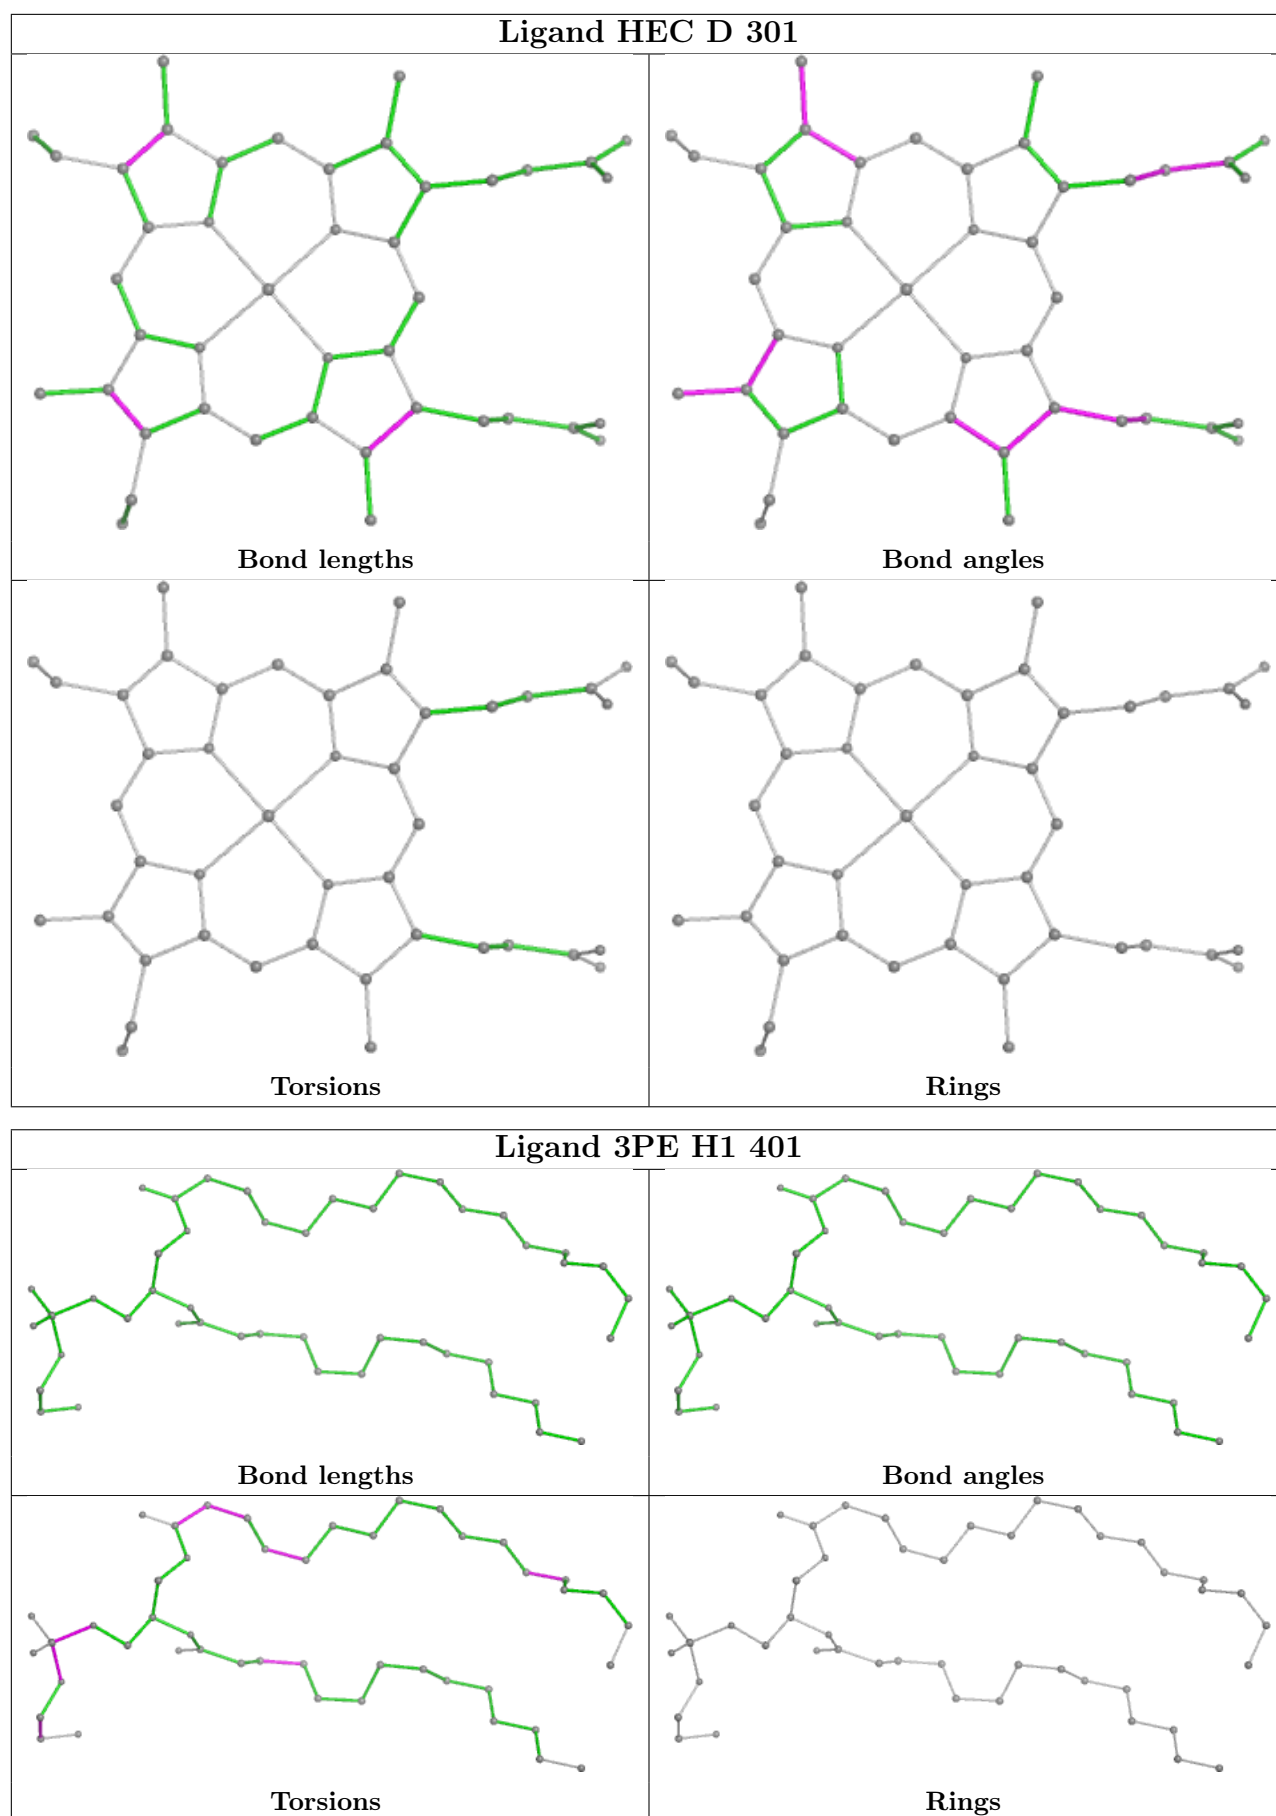 Ligand HEC D 301
Bond lengths
Bond angles
Torsions
Rings
Ligand 3PE H1 401
Bond lengths
Bond angles
Torsions
Rings